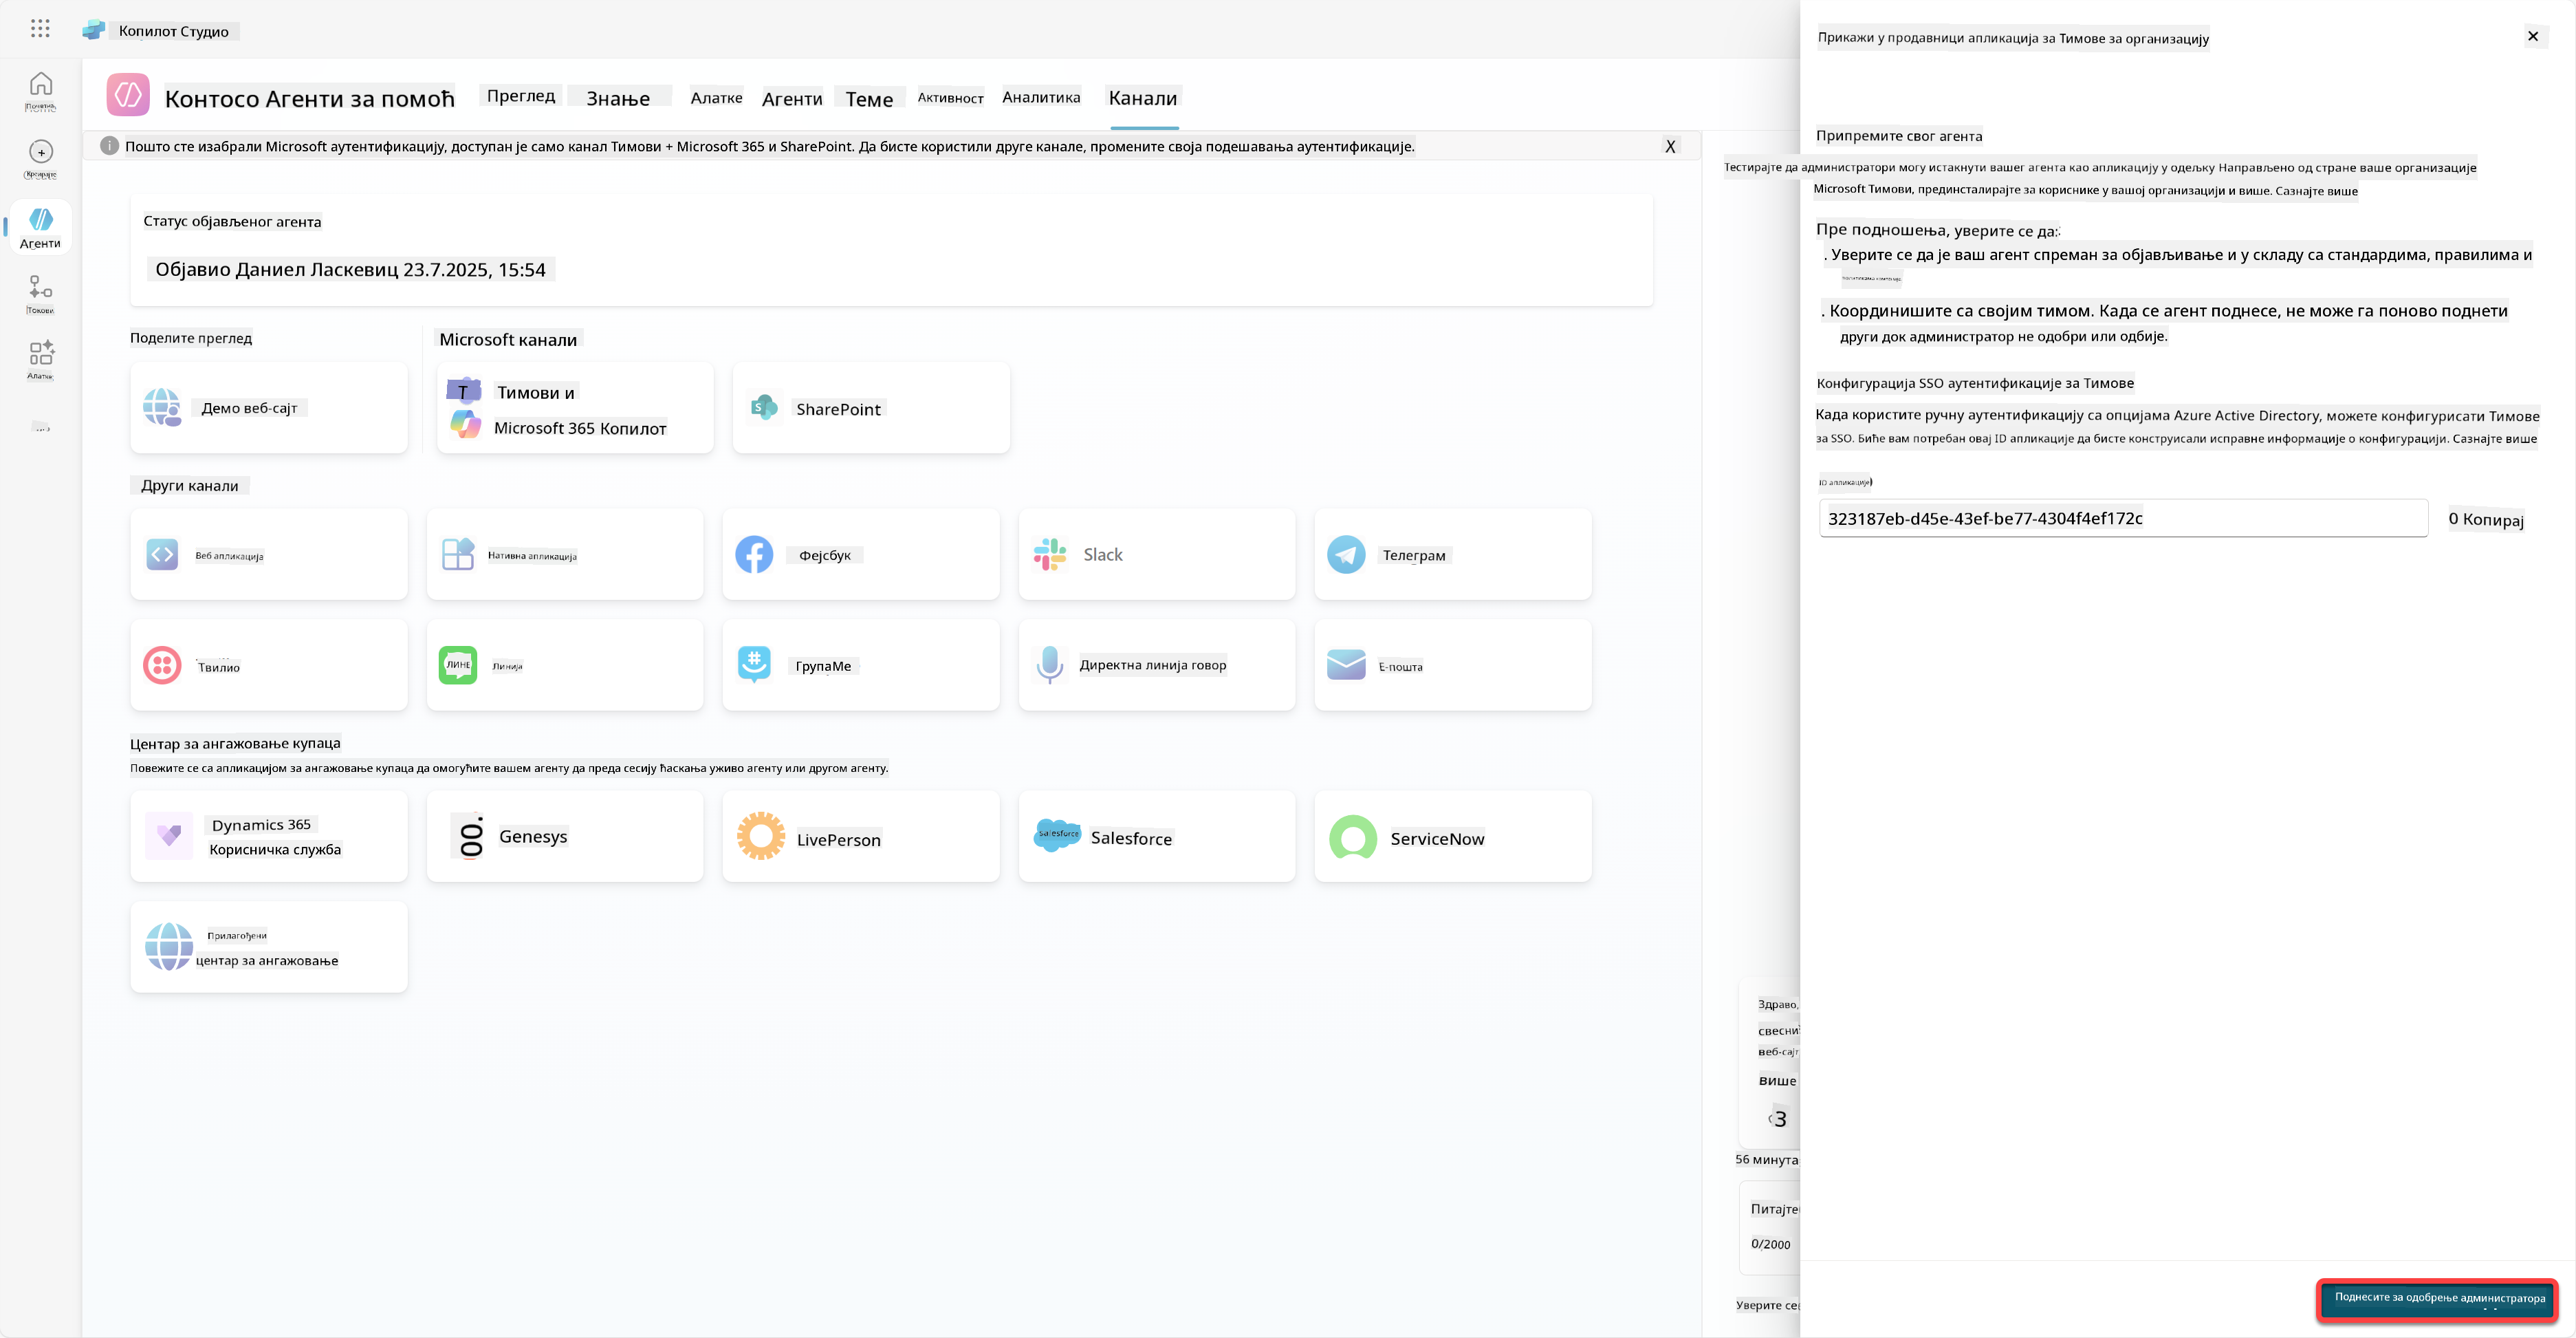 Копилот Студио
Агенти
Токови
Алатке
Контосо Агенти за помоћ
Преглед
Знање
Алатке
Агенти
Теме
Активност
Аналитика
Канали
Пошто сте изабрали Microsoft аутентификацију, доступан је само канал Тимови + Microsoft 365 и SharePoint. Да бисте користили друге канале, промените своја подешавања аутентификације.
X
Статус објављеног агента
Објавио Даниел Ласкевиц 23.7.2025, 15:54
Поделите преглед
Microsoft канали
Демо веб-сајт
T
Тимови и
Microsoft 365 Копилот
SharePoint
Други канали
Веб апликација
Нативна апликација
Фејсбук
Slack
Телеграм
Твилио
ЛИНЕ
Линија
ГрупаМе
Директна линија говор
Е-пошта
Центар за ангажовање купаца
Повежите се са апликацијом за ангажовање купаца да омогућите вашем агенту да преда сесију ћаскања уживо агенту или другом агенту.
Dynamics 365
Корисничка служба
Genesys
LivePerson
salesforce
Salesforce
ServiceNow
Прилагођени
центар за ангажовање
Здраво,
веб-сајт
више
56 минута
0/2000
Уверите се
Прикажи у продавници апликација за Тимове за организацију
Припремите свог агента
Тестирајте да администратори могу истакнути вашег агента као апликацију у одељку Направљено од стране ваше организације
Microsoft Тимови, прединсталирајте за кориснике у вашој организацији и више. Сазнајте више
Пре подношења, уверите се да:
. Уверите се да је ваш агент спреман за објављивање и у складу са стандардима, правилима и
. Координишите са својим тимом. Када се агент поднесе, не може га поново поднети
други док администратор не одобри или одбије.
Конфигурација SSO аутентификације за Тимове
Када користите ручну аутентификацију са опцијама Azure Active Directory, можете конфигурисати Тимове
за SSO. Биће вам потребан овај ID апликације да бисте конструисали исправне информације о конфигурацији. Сазнајте више
ID апликације
323187eb-d45e-43ef-be77-4304f4ef172c
0 Копирај
Поднесите за одобрење администратора